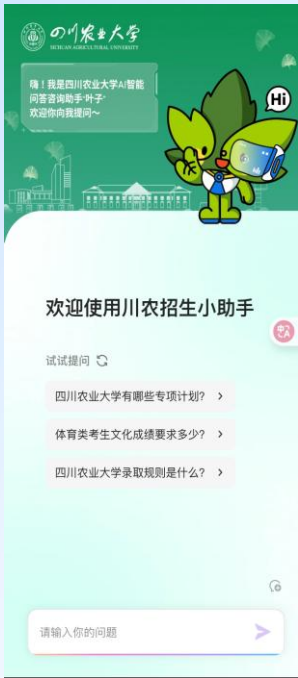 四川农业大学
SICHUAN AGRICULTURAL UNIVERSITY
嗨！我是四川农业大学AI智能
问答咨询助手“叶子”
欢迎你向我提问～
Hi
欢迎使用川农招生小助手
试试提问
四川农业大学有哪些专项计划？
体育类考生文化成绩要求多少？
四川农业大学录取规则是什么？
请输入你的问题